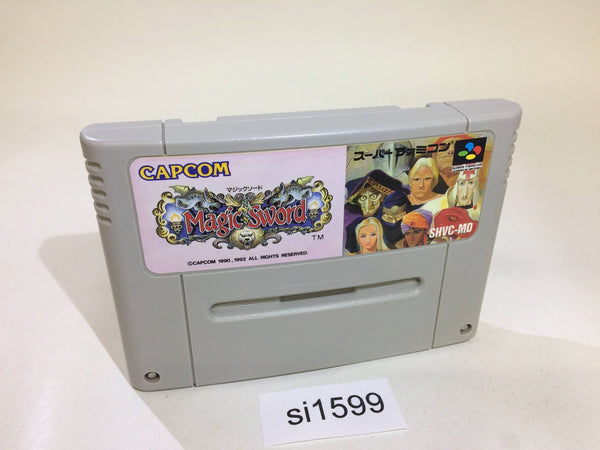 CAPCOM
スーパーファミコン
マジックソード
Magic Sword
TM
©CAPCOM 1990, 1992 ALL RIGHTS RESERVED.
SHVC-MD
si1599